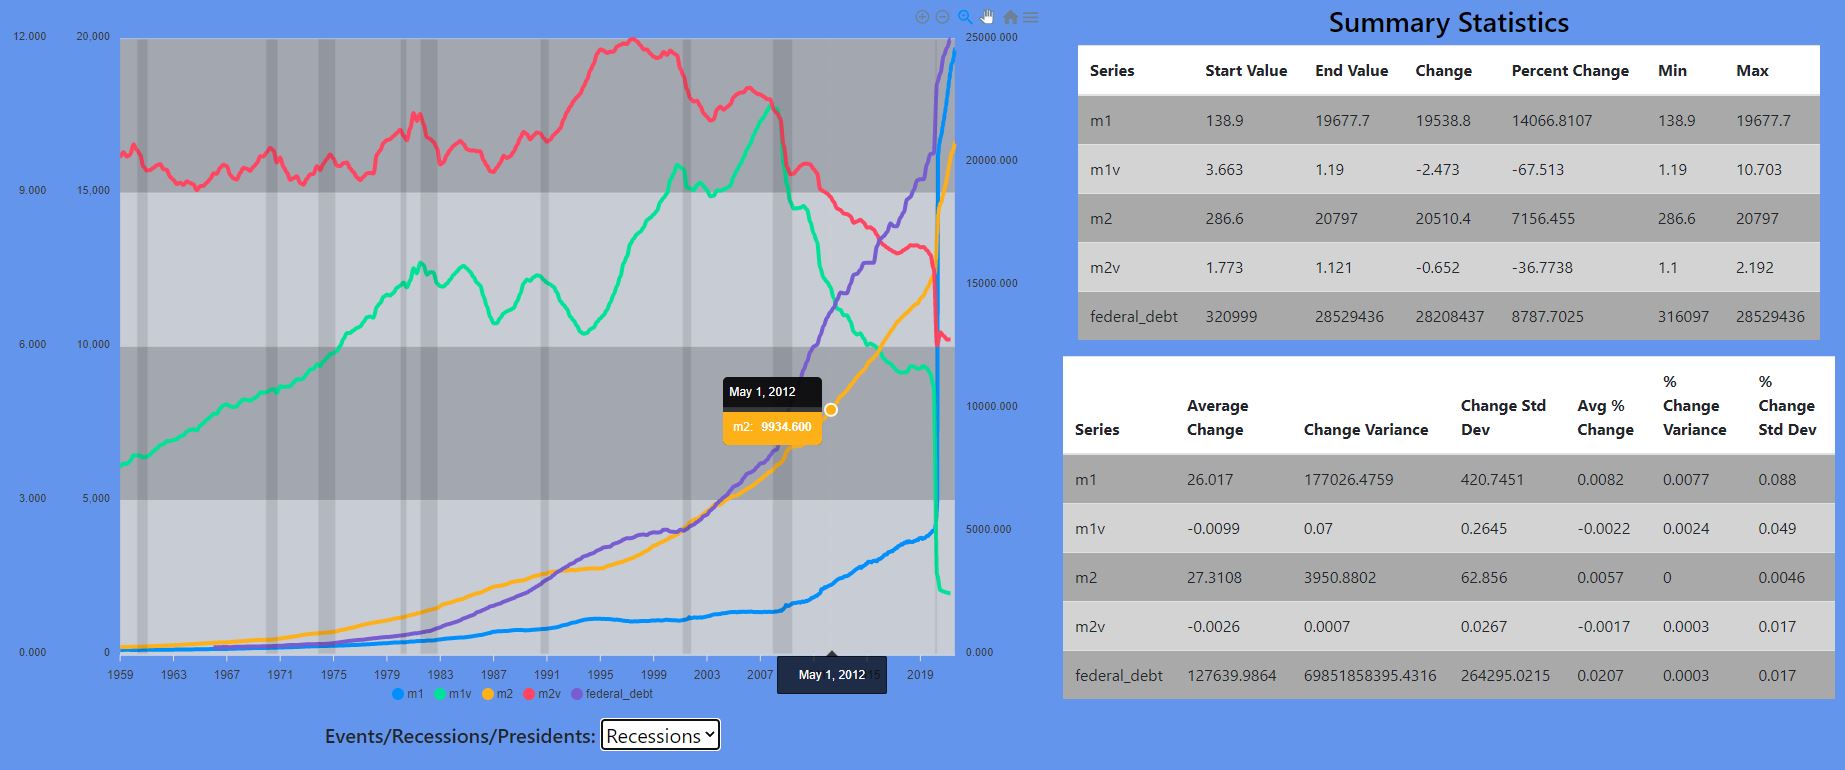 12.000
9.000
6.000
3.000
0.000
20,000
15,000
10,000
5,000
0
25000.000
20000.000
15000.000
10000.000
5000.000
0.000
May 1, 2012
m2: 9934.600
1959 1963 1967 1971 1975 1979 1983 1987 1991 1995 1999 2003 2007 2019
May 1, 2012
m1 m1v m2 m2v federal_debt
Events/Recessions/Presidents: Recessions
Summary Statistics
Series Start Value End Value Change Percent Change Min Max
m1 138.9 19677.7 19538.8 14066.8107 138.9 19677.7
m1v 3.663 1.19 -2.473 -67.513 1.19 10.703
m2 286.6 20797 20510.4 7156.455 286.6 20797
m2v 1.773 1.121 -0.652 -36.7738 1.1 2.192
federal_debt 320999 28529436 28208437 8787.7025 316097 28529436
Series Average Change Change Variance Change Std Dev Avg % Change % Change Variance % Change Std Dev
m1 26.017 177026.4759 420.7451 0.0082 0.0077 0.088
m1v -0.0099 0.07 0.2645 -0.0022 0.0024 0.049
m2 27.3108 3950.8802 62.856 0.0057 0 0.0046
m2v -0.0026 0.0007 0.0267 -0.0017 0.0003 0.017
federal_debt 127639.9864 69851858395.4316 264295.0215 0.0207 0.0003 0.017